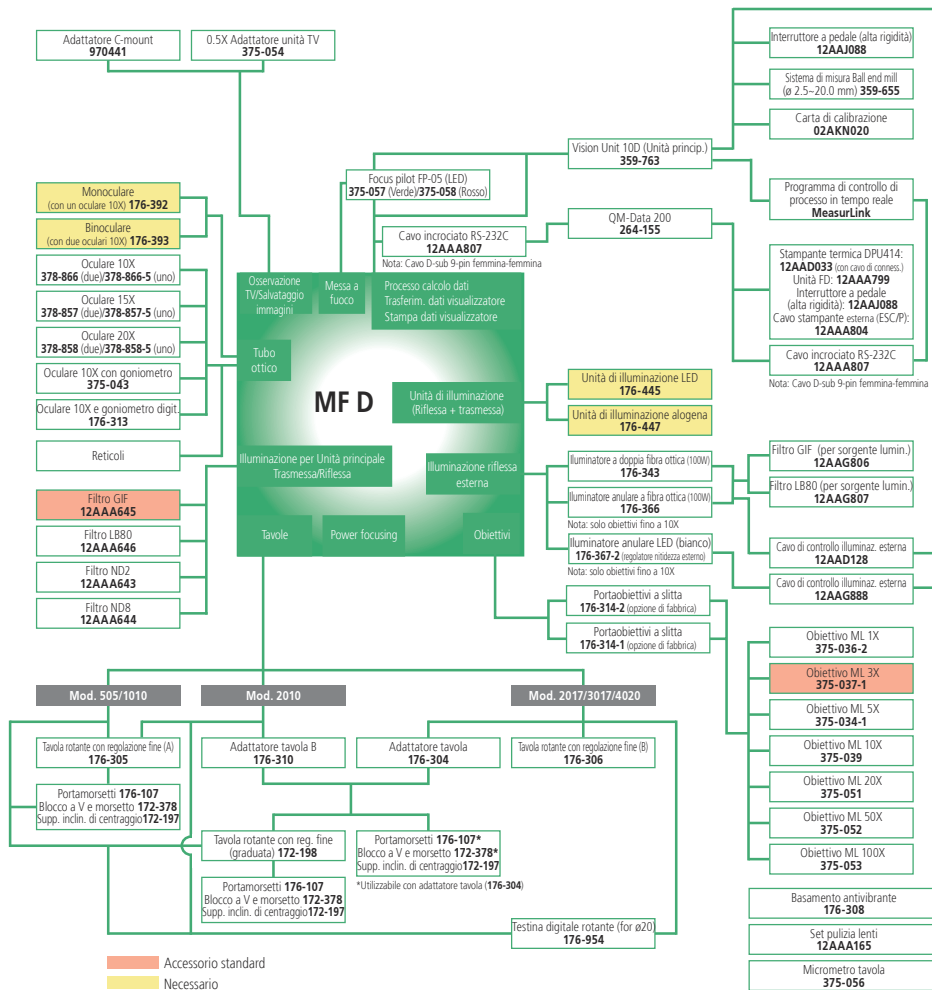 Adattatore C-mount
970441
0.5X Adattatore unità TV
375-054
Interruttore a pedale (alta rigidità)
12AAJ088
Sistema di misura Ball end mill
(ø 2.5~20.0 mm) 359-655
Carta di calibrazione
02AKN020
Vision Unit 10D (Unità princip.)
359-763
Focus pilot FP-05 (LED)
375-057 (Verde)/375-058 (Rosso)
Programma di controllo di
processo in tempo reale
MeasurLink
Monoculare
(con un oculare 10X) 176-392
Binoculare
(con due oculari 10X) 176-393
Cavo incrociato RS-232C
12AAA807
Nota: Cavo D-sub 9-pin femmina-femmina
QM-Data 200
264-155
Stampante termica DPU414:
12AAD033 (con cavo di conness.)
Unità FD: 12AAA799
Interruttore a pedale
(alta rigidità): 12AAJ088
Cavo stampante esterna (ESC/P):
12AAA804
Cavo incrociato RS-232C
12AAA807
Nota: Cavo D-sub 9-pin femmina-femmina
Oculare 10X
378-866 (due)/378-866-5 (uno)
Oculare 15X
378-857 (due)/378-857-5 (uno)
Oculare 20X
378-858 (due)/378-858-5 (uno)
Oculare 10X con goniometro
375-043
Oculare 10X e goniometro digit.
176-313
Reticoli
Osservazione
TV/Salvataggio
immagini
Messa a
fuoco
Processo calcolo dati
Trasferim. dati visualizzatore
Stampa dati visualizzatore
Tubo
ottico
MF D
Unità di illuminazione
(Riflessa + trasmessa)
Illuminazione per Unità principale
Trasmessa/Riflessa
Illuminazione riflessa
esterna
Tavole
Power focusing
Obiettivi
Unità di illuminazione LED
176-445
Unità di illuminazione alogena
176-447
Illuminatore a doppia fibra ottica (100W)
176-343
Illuminatore anulare a fibra ottica (100W)
176-366
Nota: solo obiettivi fino a 10X
Illuminatore anulare LED (bianco)
176-367-2 (regolatore nitidezza esterno)
Nota: solo obiettivi fino a 10X
Filtro GIF (per sorgente lumin.)
12AAG806
Filtro LB80 (per sorgente lumin.)
12AAG807
Cavo di controllo illuminaz. esterna
12AAD128
Cavo di controllo illuminaz. esterna
12AAG888
Filtro GIF
12AAA645
Filtro LB80
12AAA646
Filtro ND2
12AAA643
Filtro ND8
12AAA644
Portaobiettivi a slitta
176-314-2 (opzione di fabbrica)
Portaobiettivi a slitta
176-314-1 (opzione di fabbrica)
Obiettivo ML 1X
375-036-2
Obiettivo ML 3X
375-037-1
Obiettivo ML 5X
375-034-1
Obiettivo ML 10X
375-039
Obiettivo ML 20X
375-051
Obiettivo ML 50X
375-052
Obiettivo ML 100X
375-053
Mod. 505/1010
Mod. 2010
Mod. 2017/3017/4020
Tavola rotante con regolazione fine (A)
176-305
Adattatore tavola B
176-310
Adattatore tavola
176-304
Tavola rotante con regolazione fine (B)
176-306
Portamorsetti 176-107
Blocco a V e morsetto 172-378
Supp. inclin. di centraggio172-197
Tavola rotante con reg. fine
(graduata) 172-198
Portamorsetti 176-107*
Blocco a V e morsetto 172-378*
Supp. inclin. di centraggio172-197
*Utilizzabile con adattatore tavola (176-304)
Portamorsetti 176-107
Blocco a V e morsetto 172-378
Supp. inclin. di centraggio172-197
Testina digitale rotante (for ø20)
176-954
Basamento antivibrante
176-308
Set pulizia lenti
12AAA165
Micrometro tavola
375-056
Accessorio standard
Necessario